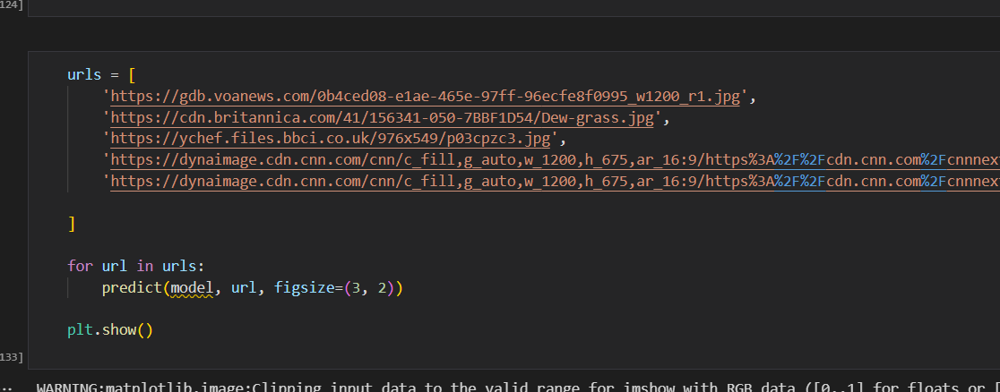 124]
urls = [
'https://gdb.voanews.com/0b4ced08-e1ae-465e-97ff-96ecfe8f0995_w1200_r1.jpg',
'https://cdn.britannica.com/41/156341-050-7BBF1D54/Dew-grass.jpg',
'https://ychef.files.bbci.co.uk/976x549/p03cpzc3.jpg',
'https://dynaimage.cdn.cnn.com/cnn/c_fill,g_auto,w_1200,h_675,ar_16:9/https%3A%2F%2Fcdn.cnn.com%2Fcnnnext
'https://dynaimage.cdn.cnn.com/cnn/c_fill,g_auto,w_1200,h_675,ar_16:9/https%3A%2F%2Fcdn.cnn.com%2Fcnnnext
]
for url in urls:
predict(model, url, figsize=(3, 2))
plt.show()
133]
WARNING:matplotlib.image:Clipping input data to the valid range for imshow with RGB data ([0..1] for floats or